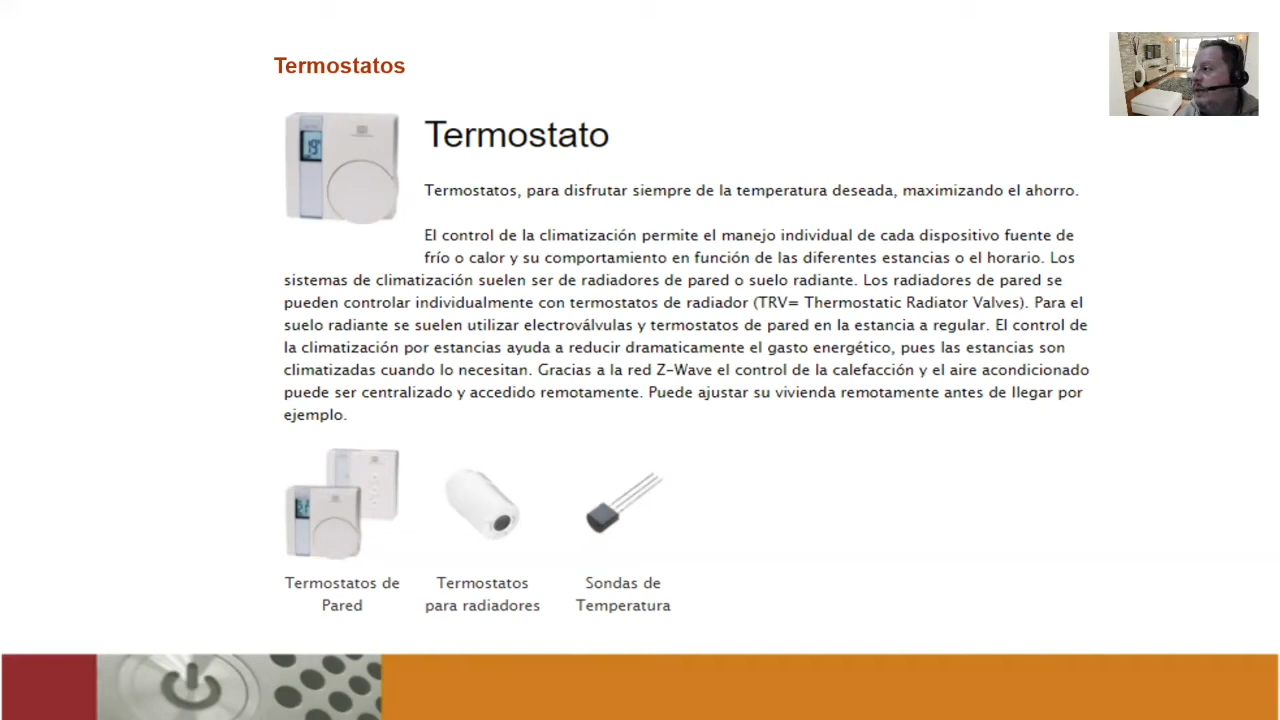 Termostatos
Termostato
Termostatos, para disfrutar siempre de la temperatura deseada, maximizando el ahorro.
El control de la climatización permite el manejo individual de cada dispositivo fuente de
frío o calor y su comportamiento en función de las diferentes estancias o el horario. Los
sistemas de climatización suelen ser de radiadores de pared o suelo radiante. Los radiadores de pared se
pueden controlar individualmente con termostatos de radiador (TRV= Thermostatic Radiator Valves). Para el
suelo radiante se suelen utilizar electroválvulas y termostatos de pared en la estancia a regular. El control de
la climatización por estancias ayuda a reducir dramaticamente el gasto energético, pues las estancias son
climatizadas cuando lo necesitan. Gracias a la red Z-Wave el control de la calefacción y el aire acondicionado
puede ser centralizado y accedido remotamente. Puede ajustar su vivienda remotamente antes de llegar por
ejemplo.
Termostatos de
Pared
Termostatos
para radiadores
Sondas de
Temperatura